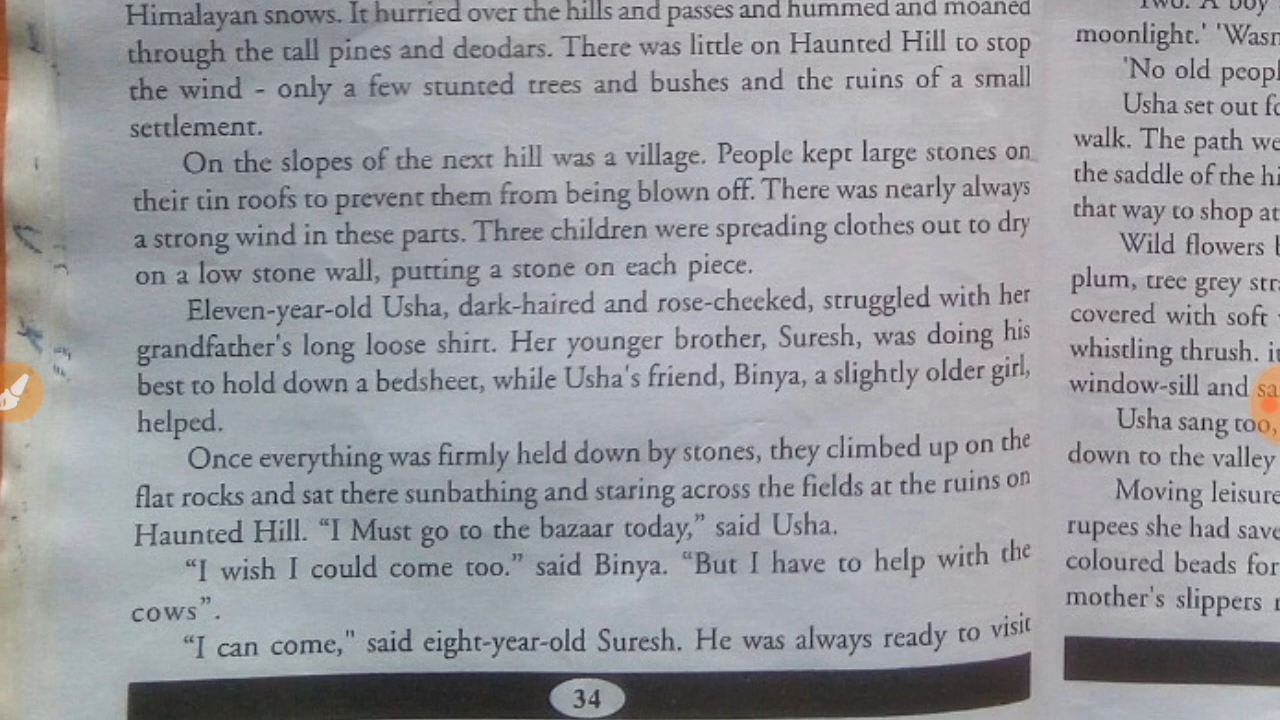 Himalayan snows. It hurried over the hills and passes and hummed and moaned
through the tall pines and deodars. There was little on Haunted Hill to stop
the wind - only a few stunted trees and bushes and the ruins of a small
settlement.
On the slopes of the next hill was a village. People kept large stones on
their tin roofs to prevent them from being blown off. There was nearly always
a strong wind in these parts. Three children were spreading clothes out to dry
on a low stone wall, putting a stone on each piece.
Eleven-year-old Usha, dark-haired and rose-cheeked, struggled with her
grandfather's long loose shirt. Her younger brother, Suresh, was doing his
best to hold down a bedsheet, while Usha's friend, Binya, a slightly older girl,
helped.
Once everything was firmly held down by stones, they climbed up on the
flat rocks and sat there sunbathing and staring across the fields at the ruins on
Haunted Hill. “I Must go to the bazaar today,” said Usha.
“I wish I could come too.” said Binya. “But I have to help with the
cows”.
“I can come," said eight-year-old Suresh. He was always ready to visit
34
Two. A boy
moonlight.'
'No old
Usha set out
walk. The path
the saddle of the
that way to shop at
Wild flowers
plum, tree grey
covered with soft
whistling thrush.
window-sill and
Usha sang too,
down to the valley
Moving
rupees she had
coloured beads for
mother's slippers